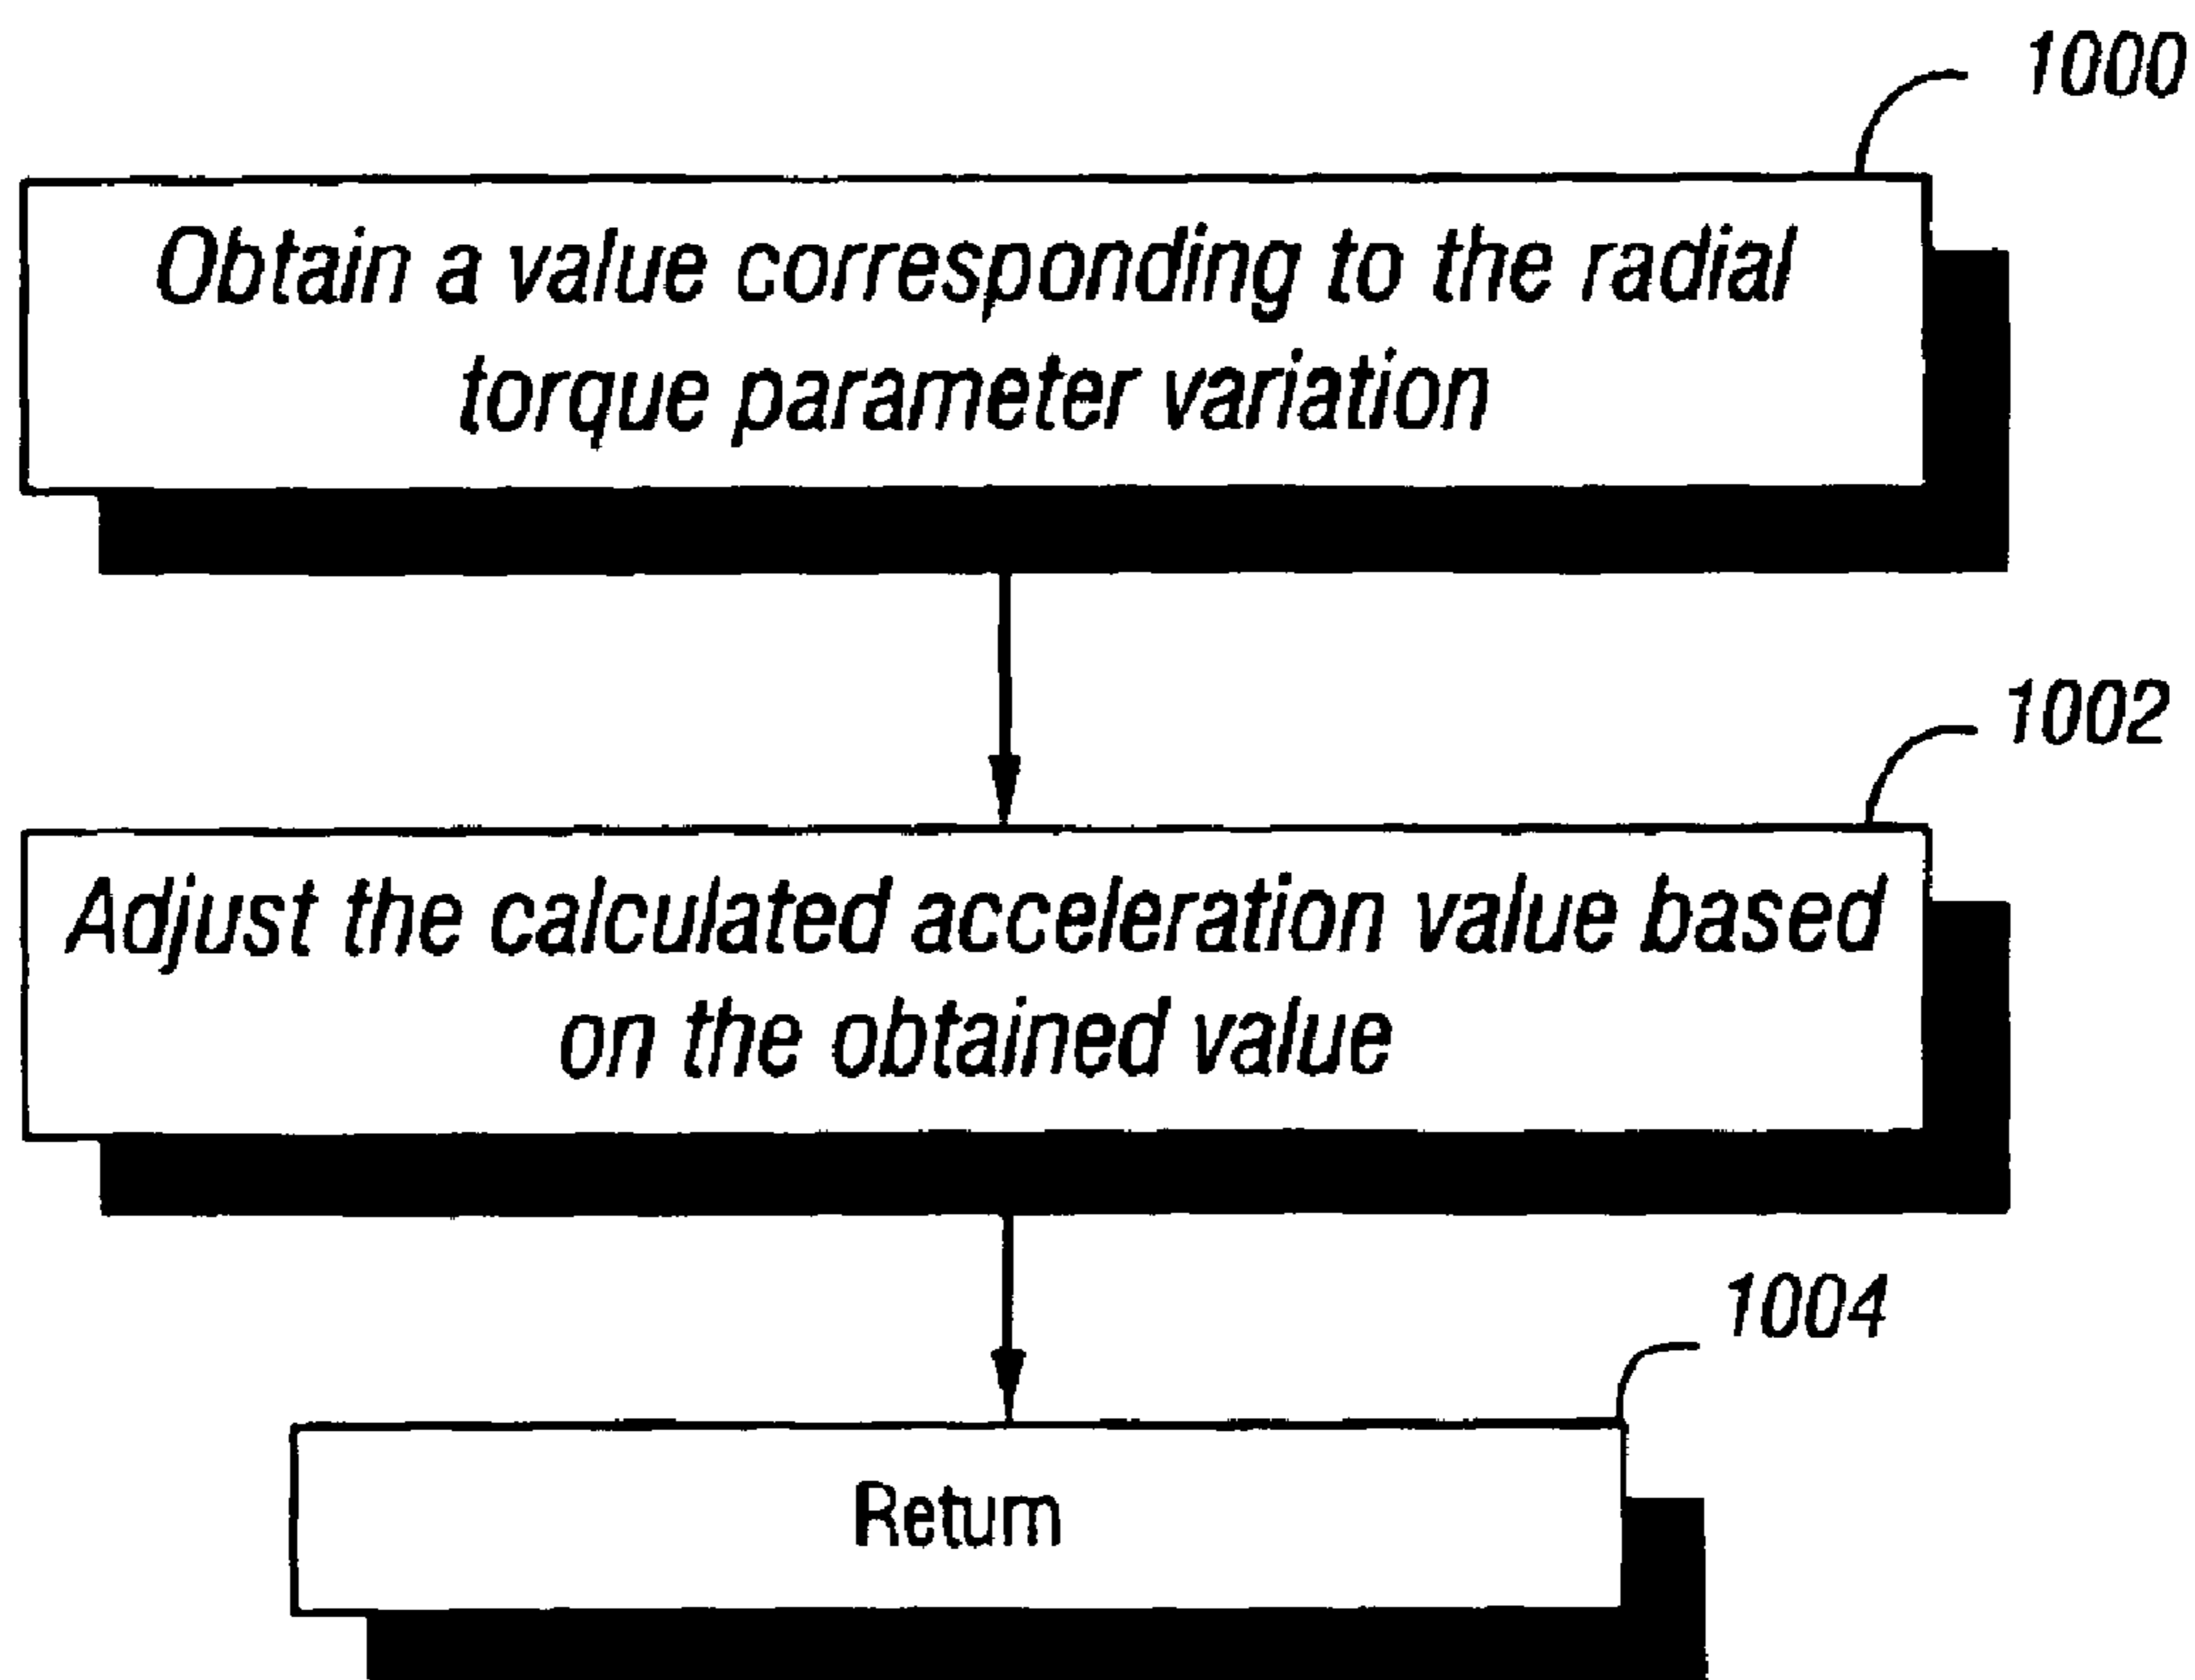 1000
Obtain a value corresponding to the radial
torque parameter variation
1002
Adjust the calculated acceleration value based
on the obtained value
1004
Return